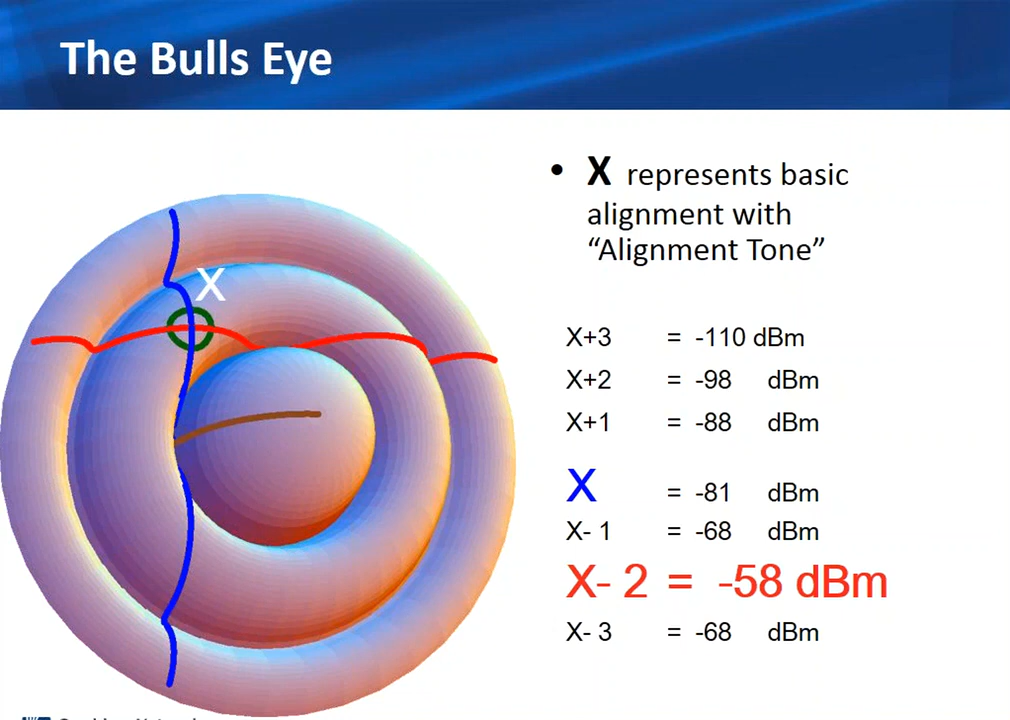 The Bulls Eye
• X represents basic
alignment with
“Alignment Tone”
X
X+3 = -110 dBm
X+2 = -98 dBm
X+1 = -88 dBm
X = -81 dBm
X- 1 = -68 dBm
X- 2 = -58 dBm
X- 3 = -68 dBm